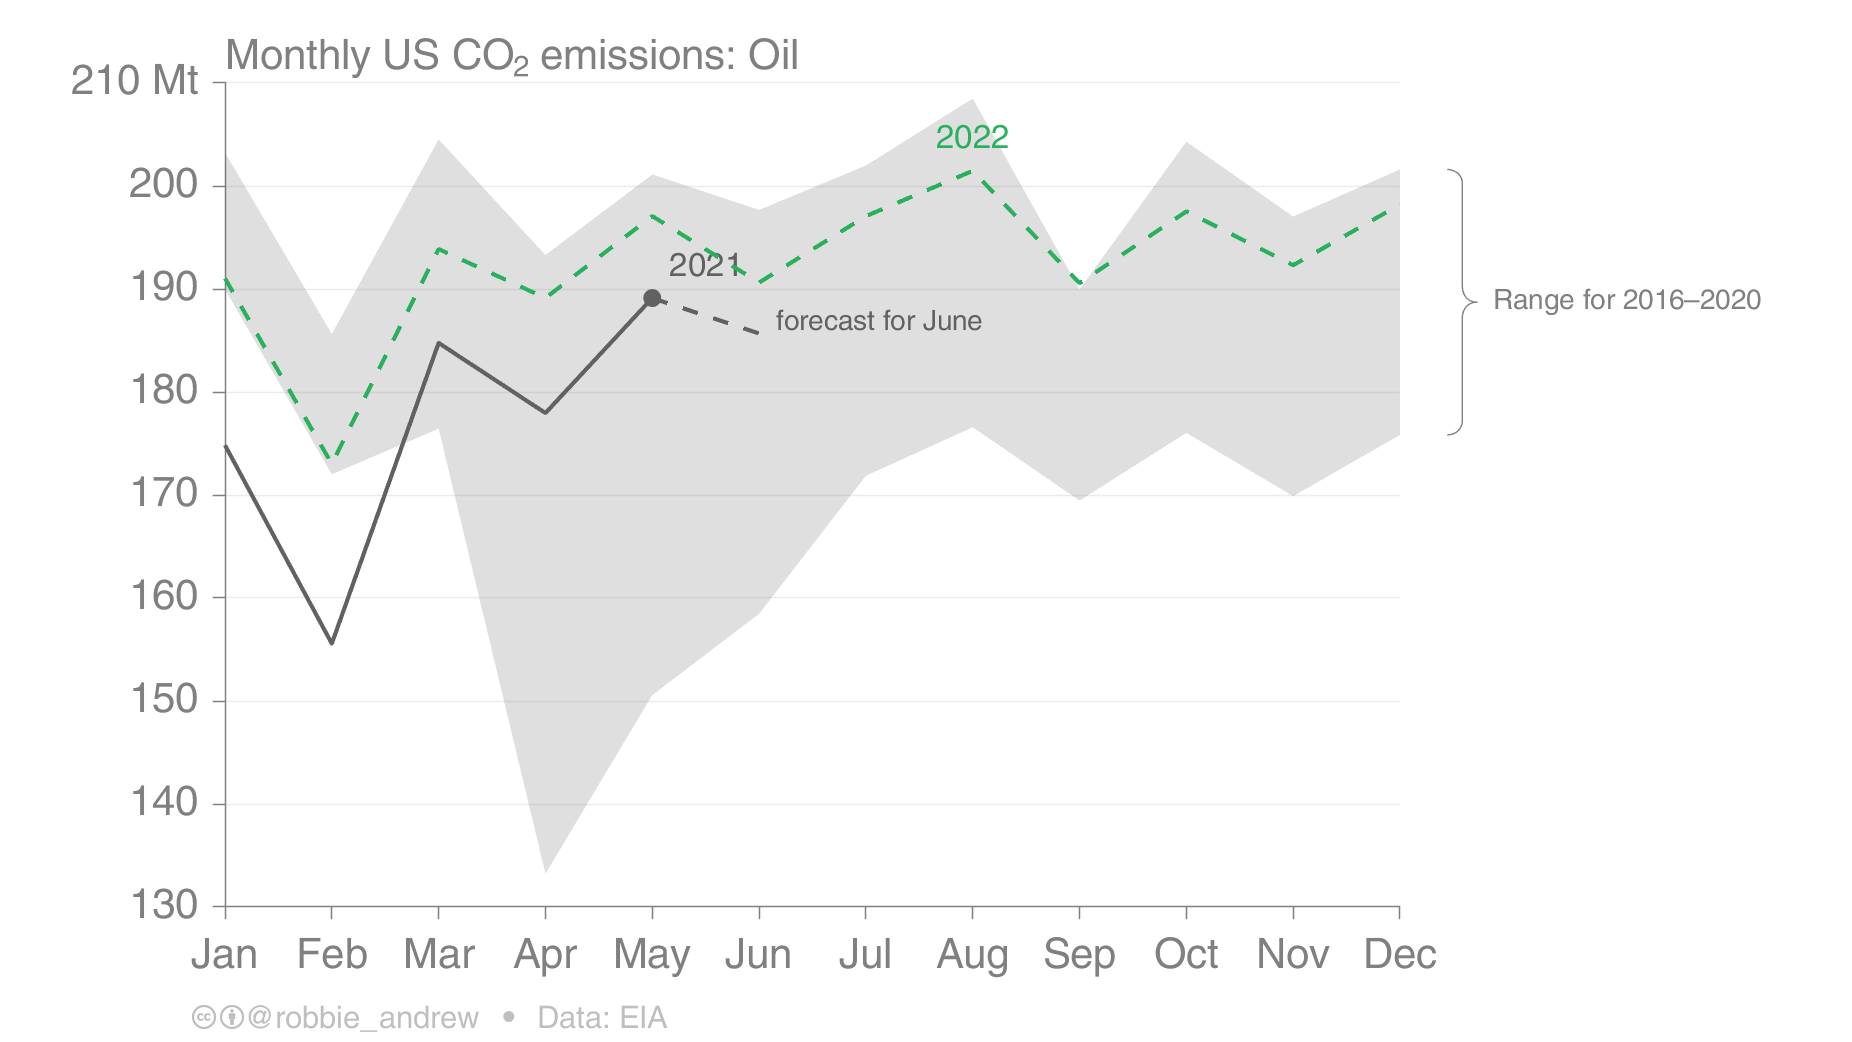 Monthly US CO₂ emissions: Oil
210 Mt
200
190
180
170
160
150
140
130
2022
2021
forecast for June
Range for 2016–2020
Jan Feb Mar Apr May Jun Jul Aug Sep Oct Nov Dec
cc @robbie_andrew • Data: EIA